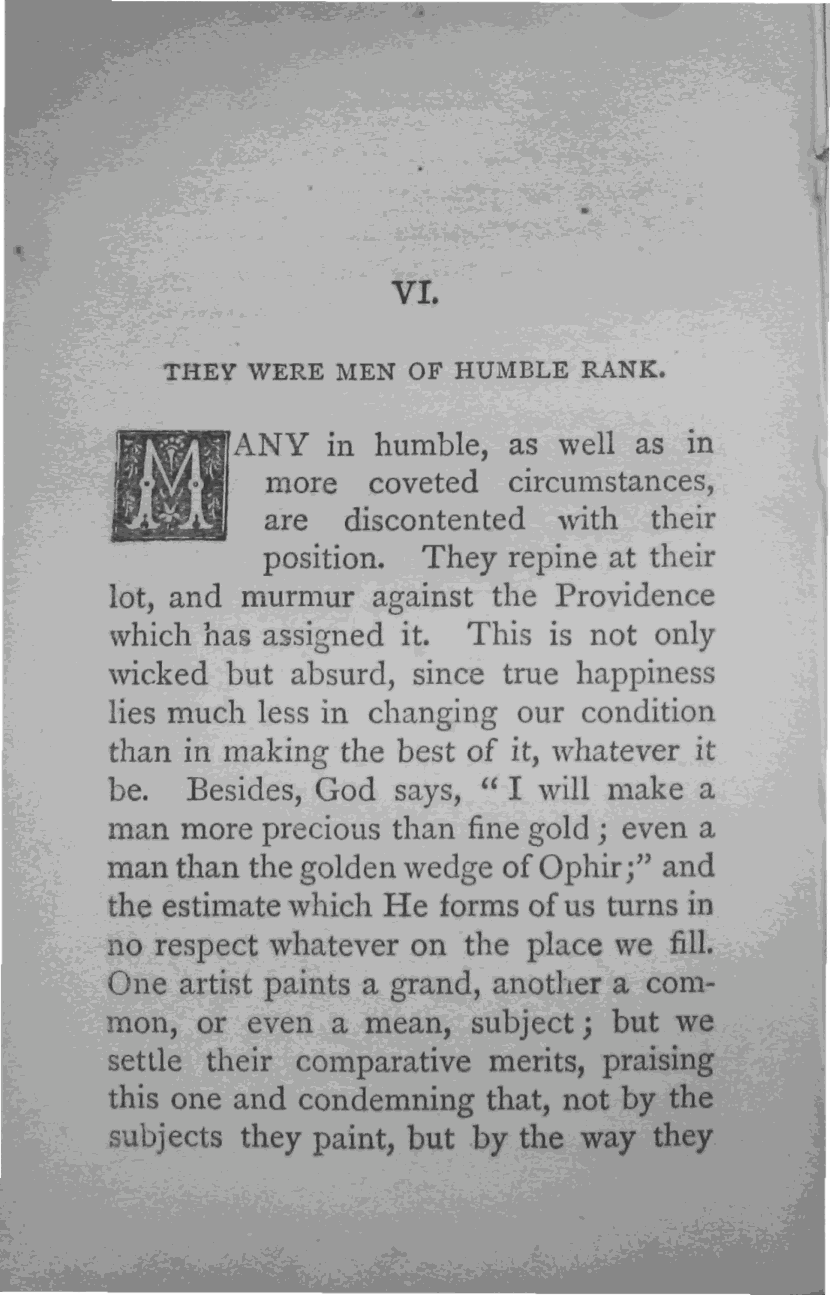 VI.
THEY WERE MEN OF HUMBLE RANK.
MANY in humble, as well as in
more coveted circumstances,
are discontented with their
position. They repine at their
lot, and murmur against the Providence
which has assigned it. This is not only
wicked but absurd, since true happiness
lies much less in changing our condition
than in making the best of it, whatever it
be. Besides, God says, “ I will make a
man more precious than fine gold ; even a
man than the golden wedge of Ophir;” and
the estimate which He forms of us turns in
no respect whatever on the place we fill.
One artist paints a grand, another a com-
mon, or even a mean, subject ; but we
settle their comparative merits, praising
this one and condemning that, not by the
subjects they paint, but by the way they